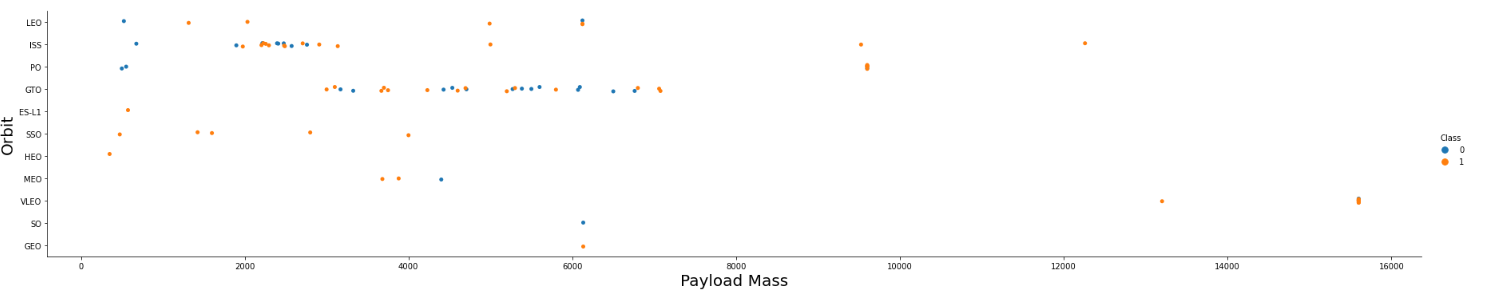 LEO
ISS
PO
GTO
ES-L1
SSO
HEO
MEO
VLEO
SO
GEO
Orbit
0 2000 4000 6000 8000 10000 12000 14000 16000
Payload Mass
Class
0
1